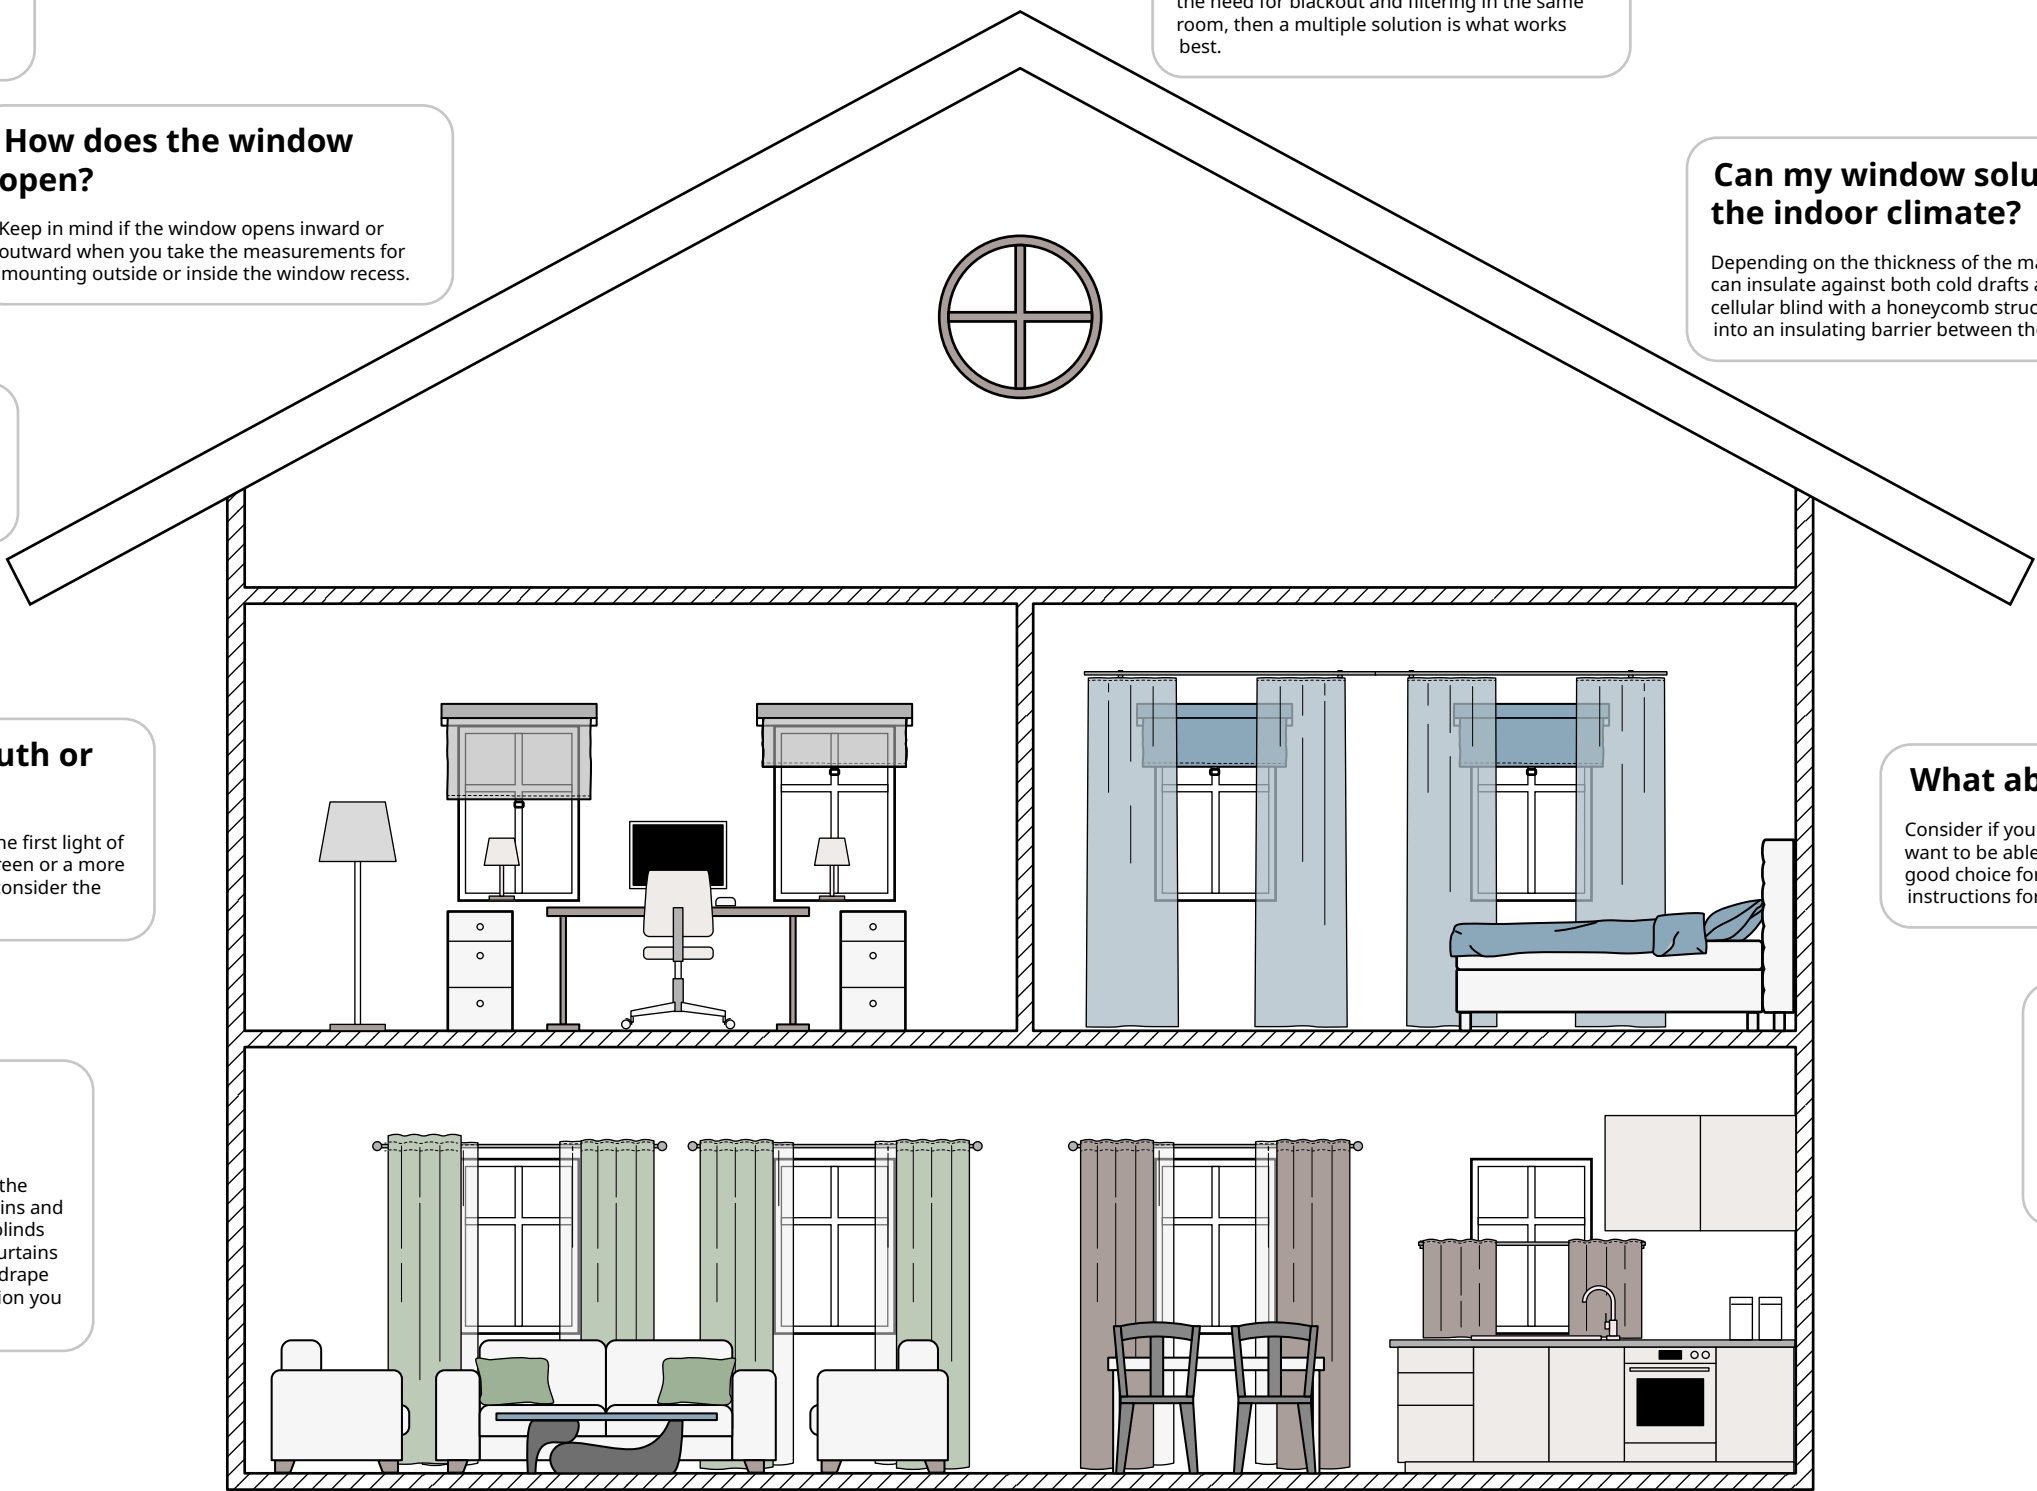 the need for blackout and filtering in the same
room, then a multiple solution is what works
best.
How does the window
open?
Keep in mind if the window opens inward or
outward when you take the measurements for
mounting outside or inside the window recess.
Can my window solu
the indoor climate?
Depending on the thickness of the ma
can insulate against both cold drafts a
cellular blind with a honeycomb struc
into an insulating barrier between the
uth or
he first light of
reen or a more
consider the
What ab
Consider if you
want to be able
good choice for
instructions for
the
ins and
blinds
urtains
drape
ion you